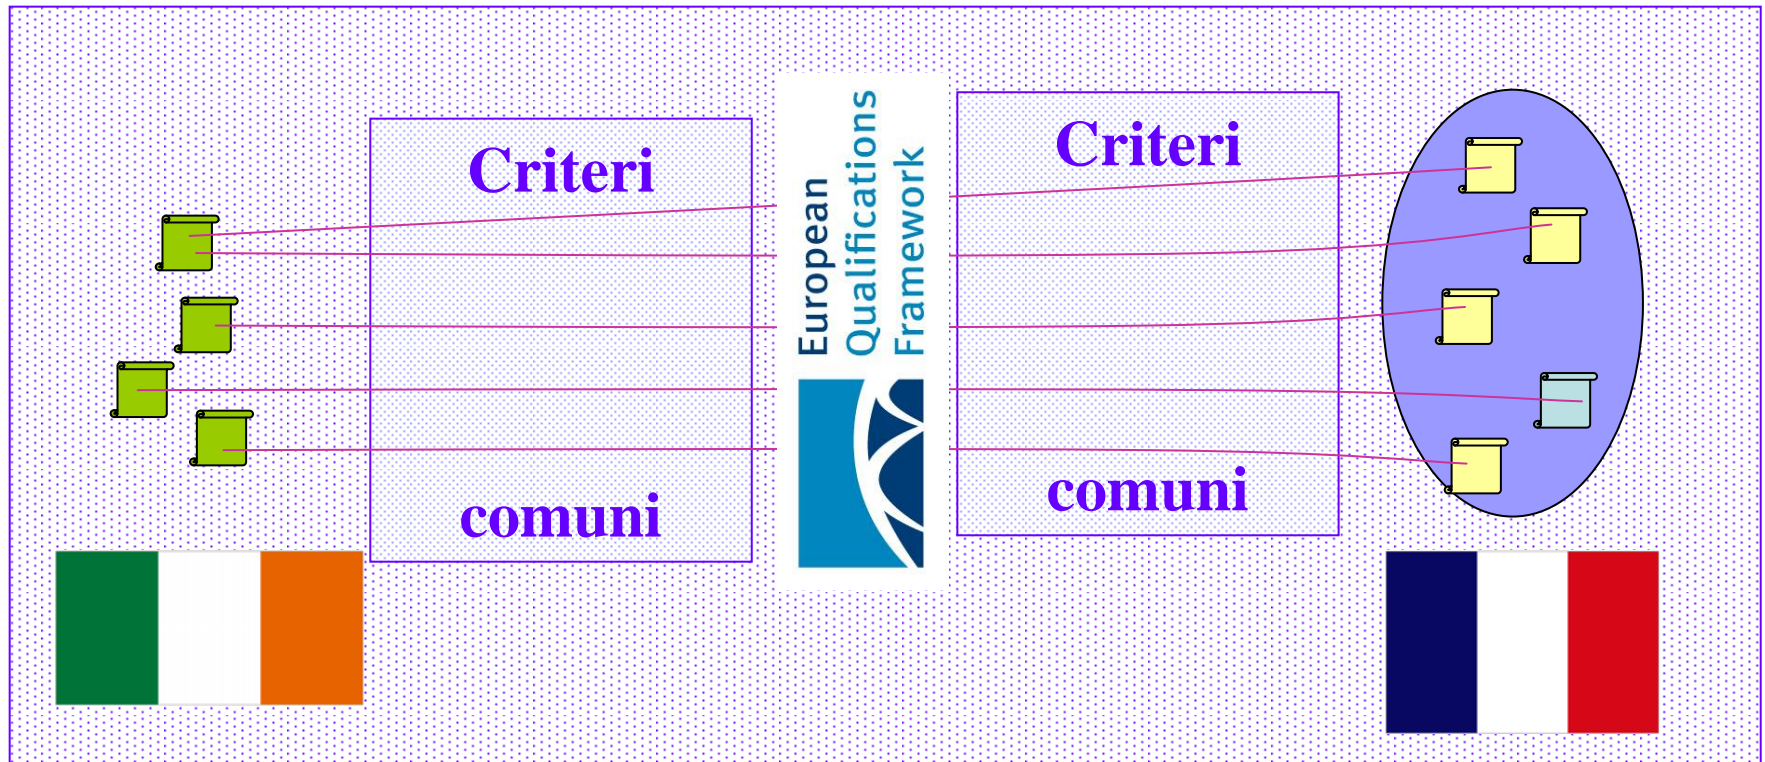 Criteri
comuni
European
Qualifications
Framework
Criteri
comuni